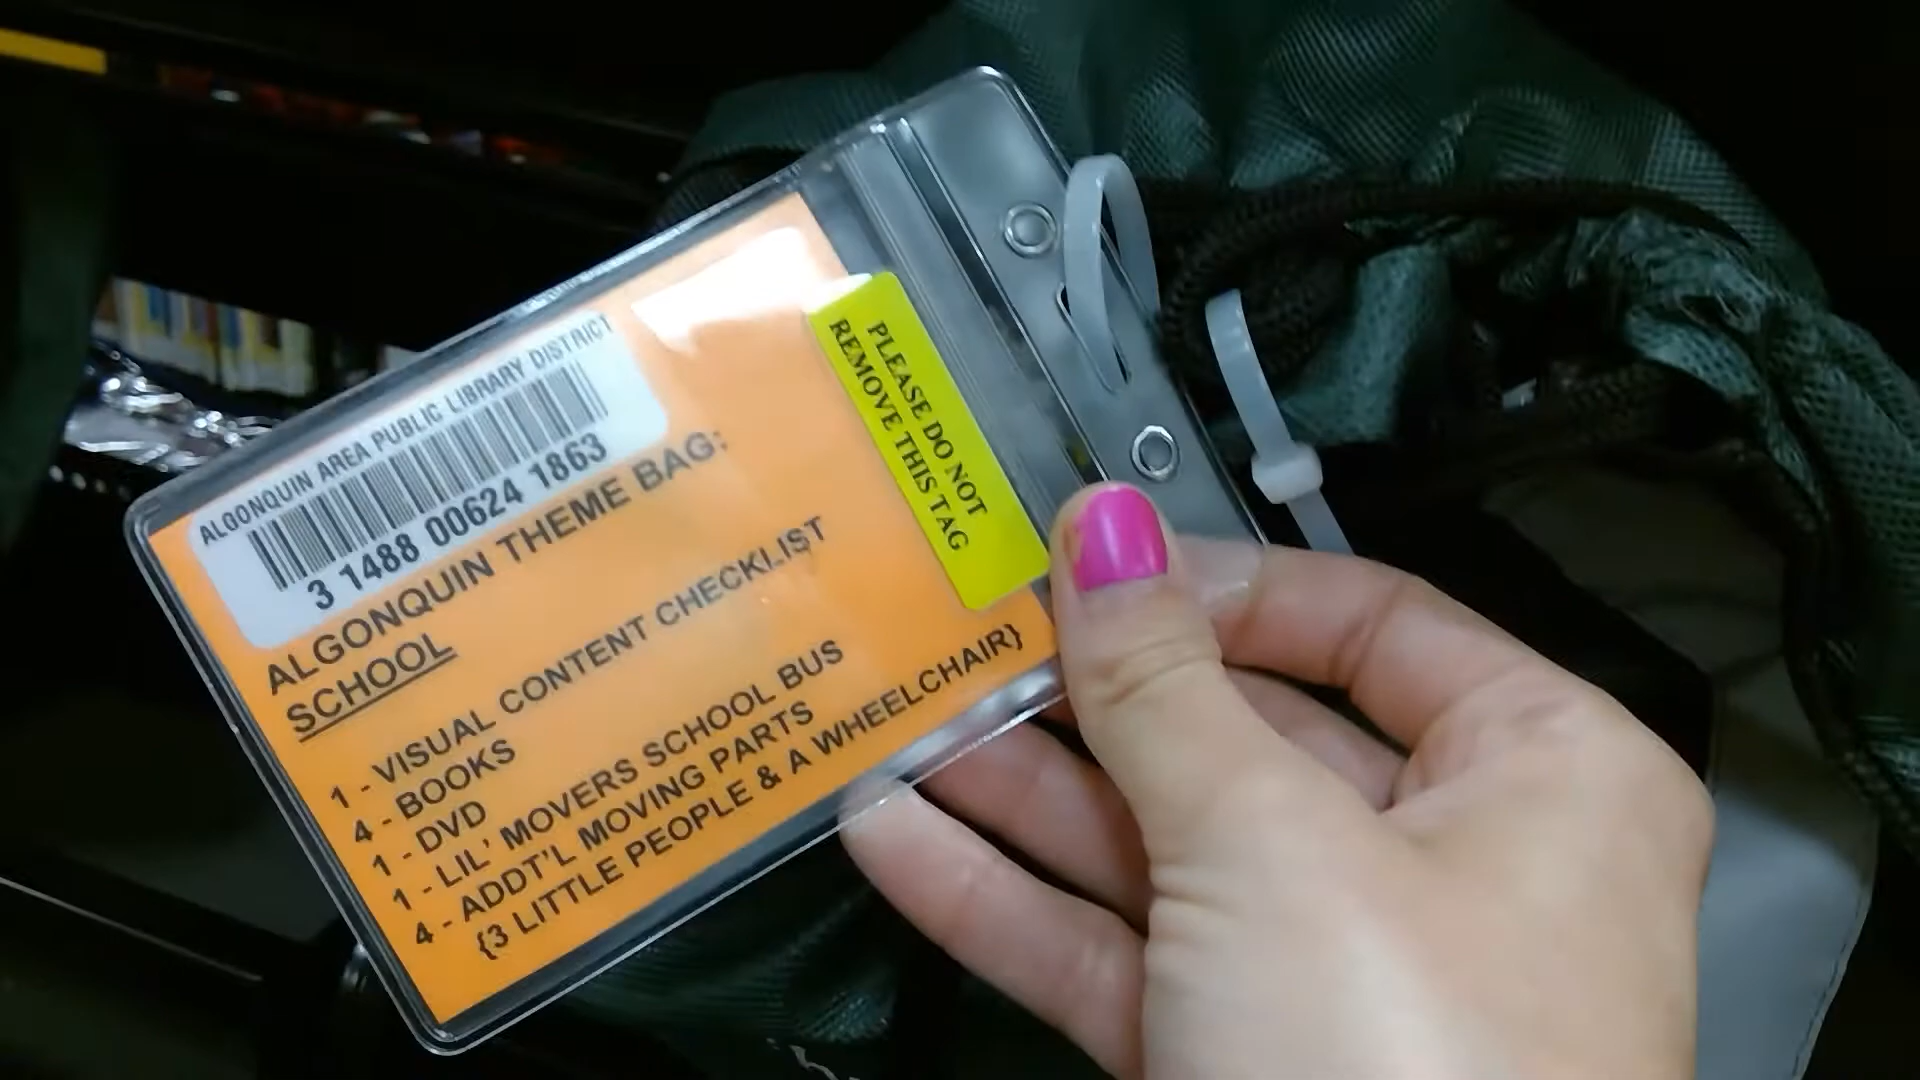 ALGONQUIN AREA PUBLIC LIBRARY DISTRICT
3 1488 00624 1863
ALGONQUIN THEME BAG:
SCHOOL
1 - VISUAL CONTENT CHECKLIST
4 - BOOKS
1 - DVD
1 - LIL' MOVERS SCHOOL BUS
4 - ADDT'L MOVING PARTS
{3 LITTLE PEOPLE & A WHEELCHAIR}
PLEASE DO NOT
REMOVE THIS TAG